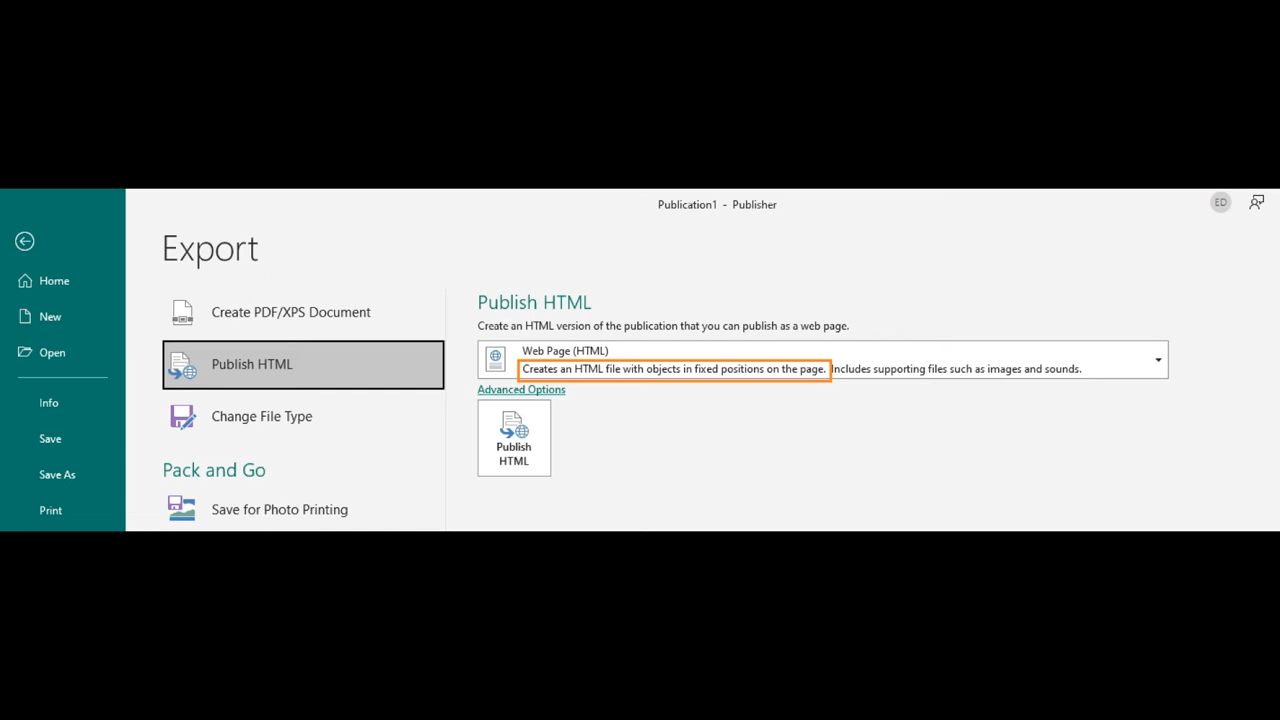 Publication1 - Publisher
ED
Export
Home
New
Open
Info
Save
Save As
Print
Create PDF/XPS Document
Publish HTML
Change File Type
Pack and Go
Save for Photo Printing
Publish HTML
Create an HTML version of the publication that you can publish as a web page.
Web Page (HTML)
Creates an HTML file with objects in fixed positions on the page. Includes supporting files such as images and sounds.
Advanced Options
Publish
HTML